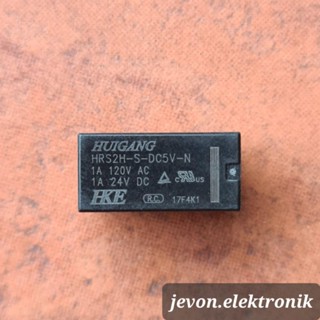 HUIGANG
HRS2H-S-DC5V-N
1A 120V AC
1A 24V DC
HKE R.C. 17F4K1
jevon.elektronik